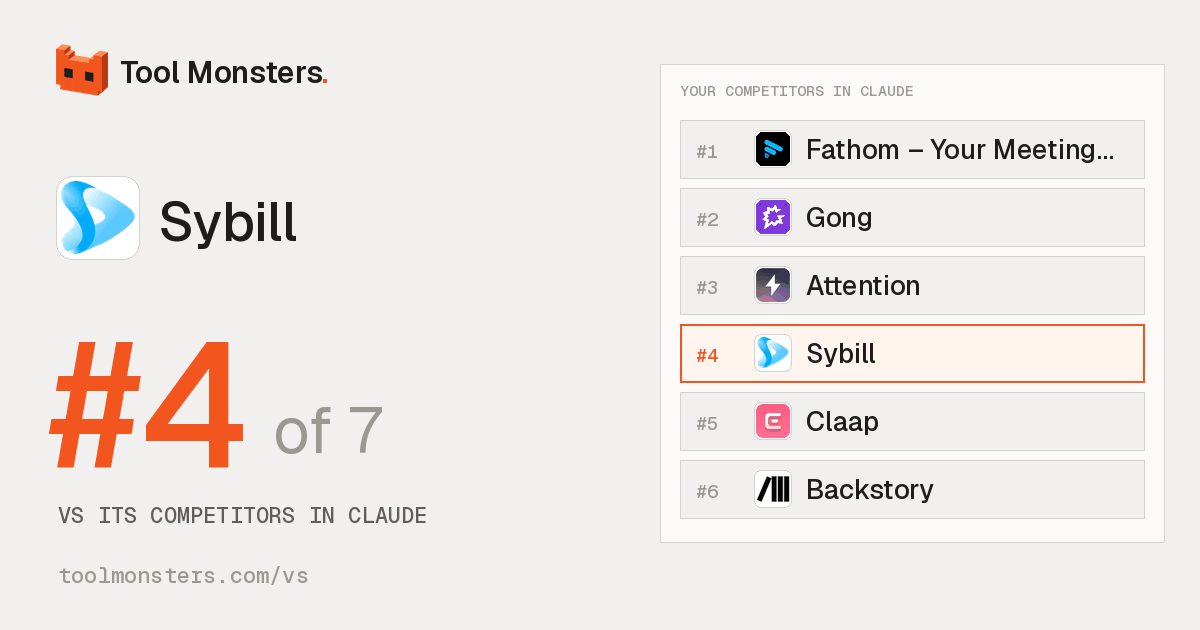 Tool Monsters.
Sybill
#4 of 7
VS ITS COMPETITORS IN CLAUDE
toolmonsters.com/vs
YOUR COMPETITORS IN CLAUDE
#1 Fathom – Your Meeting...
#2 Gong
#3 Attention
#4 Sybill
#5 Claap
#6 Backstory